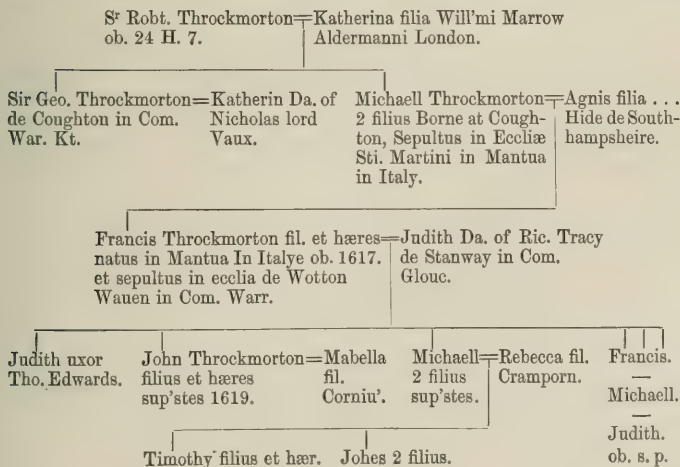 Sr Robt. Throckmorton=Katherina filia Will'mi Marrow
ob. 24 H. 7. Aldermanni London.
Sir Geo. Throckmorton=Katherin Da. of
de Coughton in Com. Nicholas lord
War. Kt. Vaux.
Michaell Throckmorton=Agnis filia . . .
2 filius Borne at Cough- Hide de South-
ton, Sepultus in Eccliæ hampsheire.
Sti. Martini in Mantua
in Italy.
Francis Throckmorton fil. et hæres=Judith Da. of Ric. Tracy
natus in Mantua In Italye ob. 1617. de Stanway in Com.
et sepultus in ecclia de Wotton Glouc.
Wauen in Com. Warr.
Judith uxor
Tho. Edwards.
John Throckmorton=Mabella
filius et hæres fil.
sup'stes 1619. Corniu'.
Michaell=Rebecca fil.
2 filius Cramporn.
sup'stes.
Francis.
—
Michaell.
—
Judith.
ob. s. p.
Timothy filius et hær. Johes 2 filius.